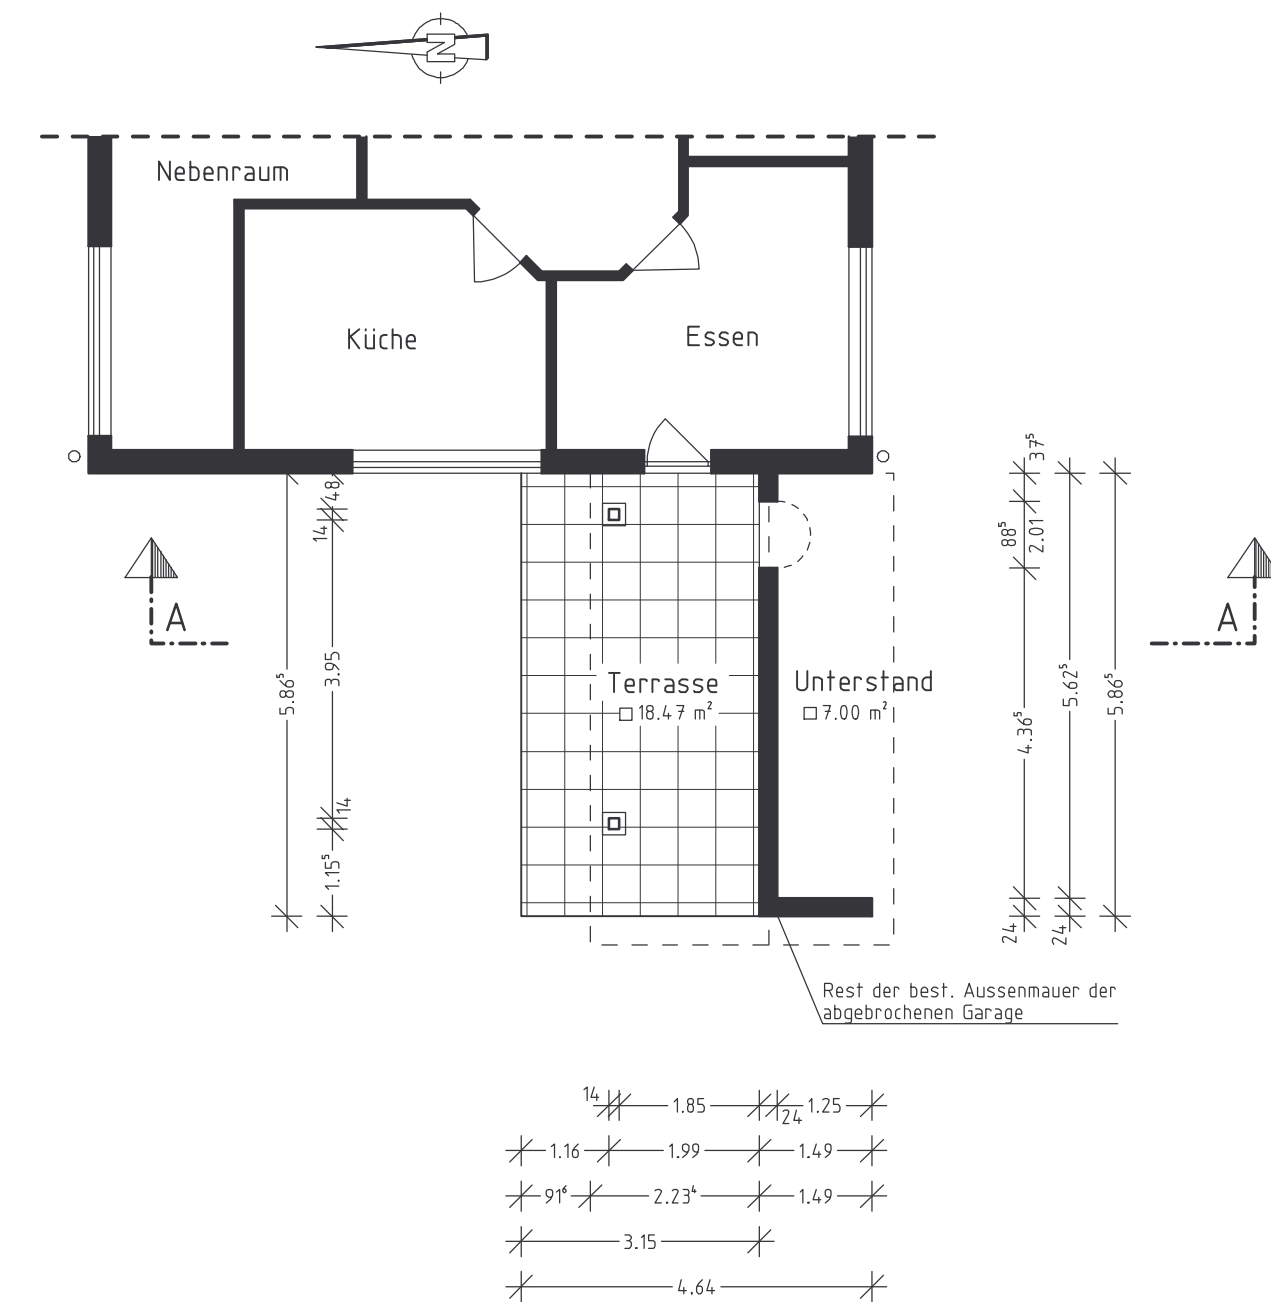 N
Nebenraum
Küche
Essen
37⁵
48
14
88⁵
2.01
A
A
5.86⁵
3.95
Terrasse
□ 18.47 m²
Unterstand
□ 7.00 m²
4.36⁵
5.62⁵
5.86⁵
14
1.15⁵
24
24
Rest der best. Aussenmauer der
abgebrochenen Garage
14
1.85
24
1.25
1.16
1.99
1.49
91⁶
2.23⁴
1.49
3.15
4.64